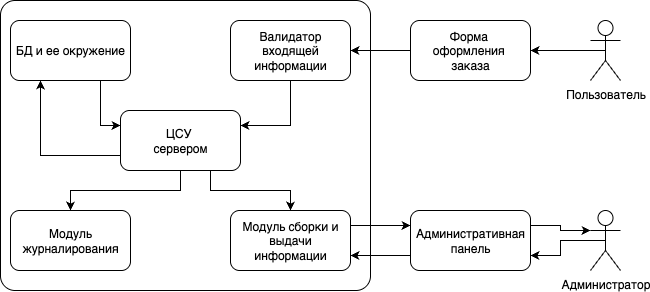 БД и ее окружение
Валидатор
входящей
информации
Форма
оформления
заказа
Пользователь
ЦСУ
сервером
Модуль
журналирования
Модуль сборки и
выдачи
информации
Административная
панель
Администратор